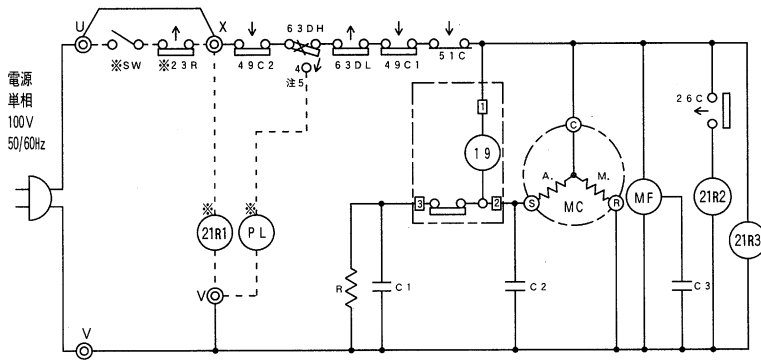 U
X
※SW
※23R
49C2
63DH
4
注5
63DL
49C1
51C
電源
単相
100V
50/60Hz
1
19
3
2
C
A.
M.
S
MC
R
MF
26C
21R2
21R3
※
21R1
※
PL
V
R
C1
C2
C3
V